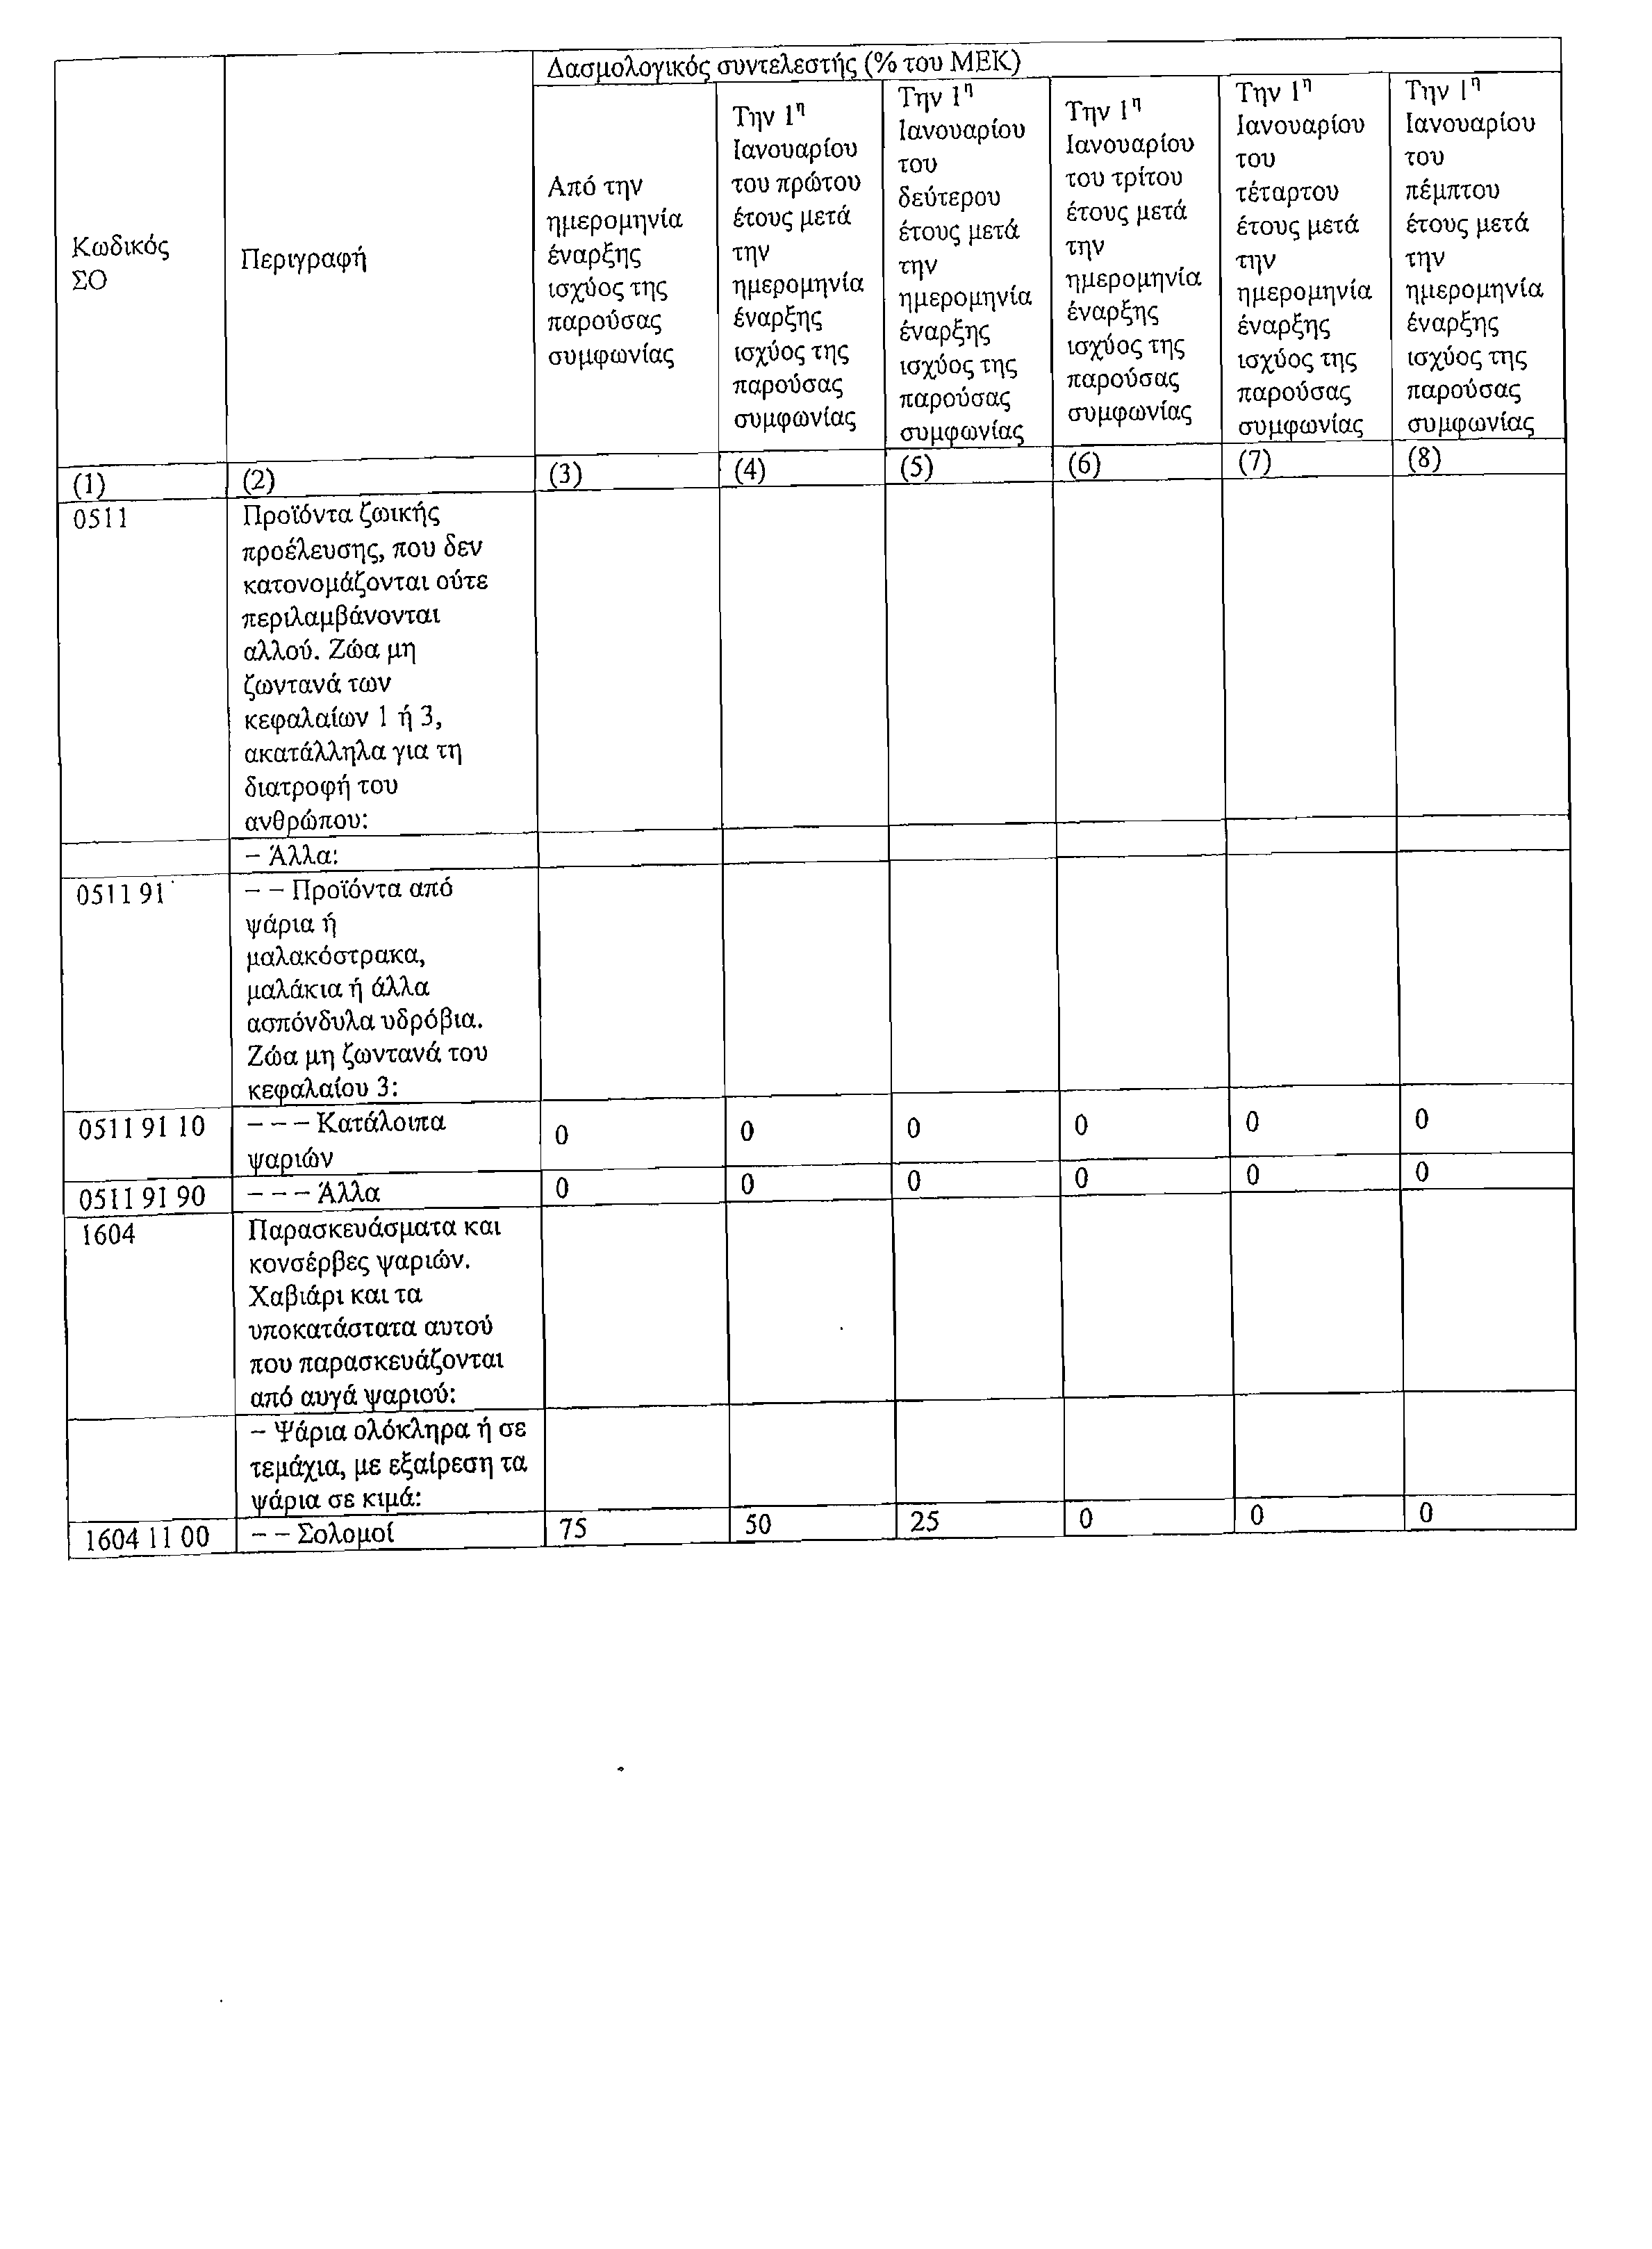 Δασμολογικός συντελεστής (% του ΜΕΚ)
Κωδικός
ΣΟ
Περιγραφή
Από την
ημερομηνία
έναρξης
ισχύος της
παρούσας
συμφωνίας
Την 1η
Ιανουαρίου
του πρώτου
έτους μετά
την
ημερομηνία
έναρξης
ισχύος της
παρούσας
συμφωνίας
Την 1η
Ιανουαρίου
του
δεύτερου
έτους μετά
την
ημερομηνία
έναρξης
ισχύος της
παρούσας
συμφωνίας
Την 1η
Ιανουαρίου
του τρίτου
έτους μετά
την
ημερομηνία
έναρξης
ισχύος της
παρούσας
συμφωνίας
Την 1η
Ιανουαρίου
του
τέταρτου
έτους μετά
την
ημερομηνία
έναρξης
ισχύος της
παρούσας
συμφωνίας
Την 1η
Ιανουαρίου
του
πέμπτου
έτους μετά
την
ημερομηνία
έναρξης
ισχύος της
παρούσας
συμφωνίας
(1) (2) (3) (4) (5) (6) (7) (8)
0511 Προϊόντα ζωικής
προέλευσης, που δεν
κατονομάζονται ούτε
περιλαμβάνονται
αλλού. Ζώα μη
ζωντανά των
κεφαλαίων 1 ή 3,
ακατάλληλα για τη
διατροφή του
ανθρώπου:
– Άλλα:
0511 91 – – Προϊόντα από
ψάρια ή
μαλακόστρακα,
μαλάκια ή άλλα
ασπόνδυλα υδρόβια.
Ζώα μη ζωντανά του
κεφαλαίου 3:
0511 91 10 – – – Κατάλοιπα
ψαριών
0 0 0 0 0 0
0511 91 90 – – – Άλλα 0 0 0 0 0 0
1604 Παρασκευάσματα και
κονσέρβες ψαριών.
Χαβιάρι και τα
υποκατάστατα αυτού
που παρασκευάζονται
από αυγά ψαριού:
– Ψάρια ολόκληρα ή σε
τεμάχια, με εξαίρεση τα
ψάρια σε κιμά:
1604 11 00 – – Σολομοί 75 50 25 0 0 0